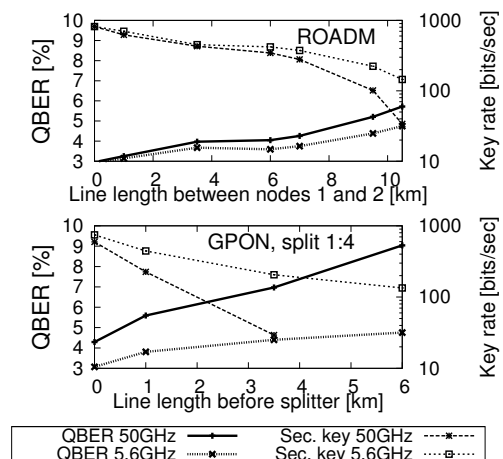 QBER [%]
10
9
8
7
6
5
4
3
ROADM
1000
100
10
Key rate [bits/sec]
0 2 4 6 8 10
Line length between nodes 1 and 2 [km]
QBER [%]
10
9
8
7
6
5
4
3
GPON, split 1:4
1000
100
10
Key rate [bits/sec]
0 1 2 3 4 5 6
Line length before splitter [km]
QBER 50GHz Sec. key 50GHz
QBER 5.6GHz Sec. key 5.6GHz